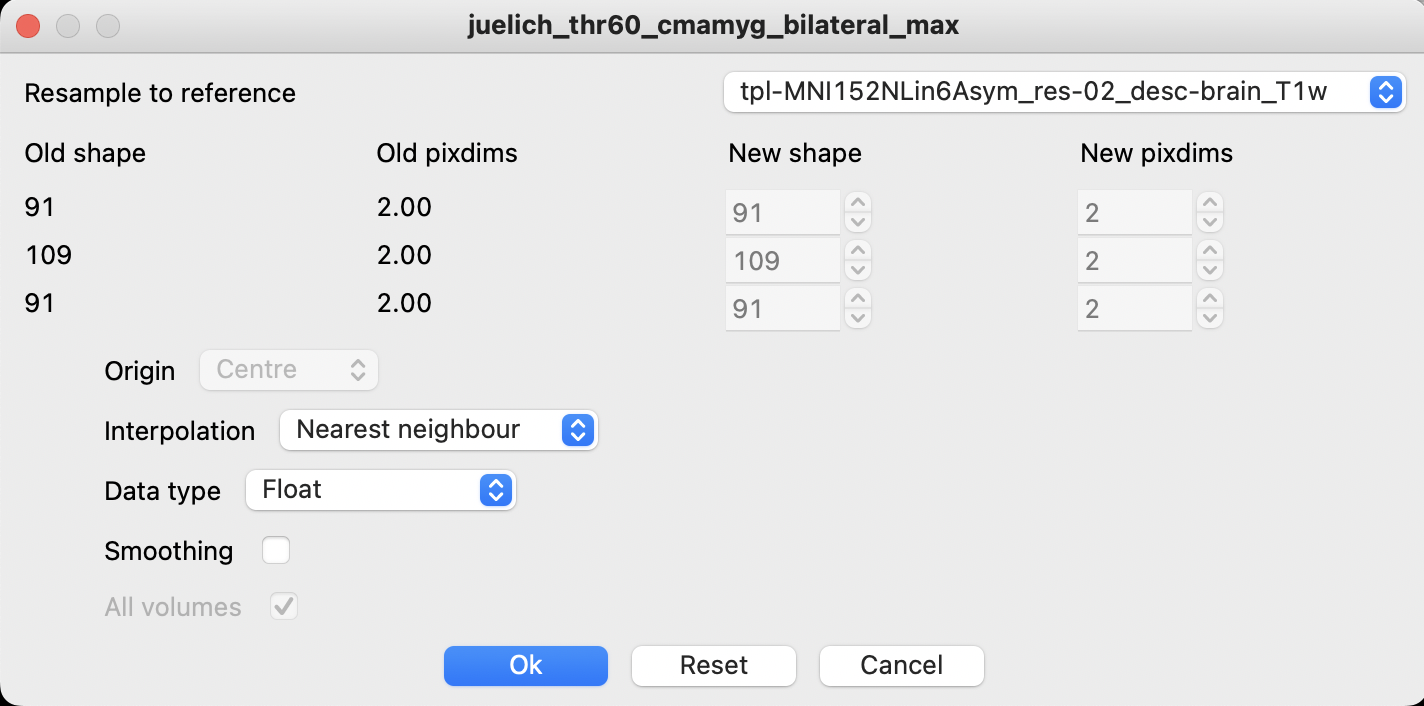 juelich_thr60_cmamyg_bilateral_max
Resample to reference tpl-MNI152NLin6Asym_res-02_desc-brain_T1w
Old shape Old pixdims New shape New pixdims
91 2.00 91 2
109 2.00 109 2
91 2.00 91 2
Origin Centre
Interpolation Nearest neighbour
Data type Float
Smoothing
All volumes
Ok Reset Cancel